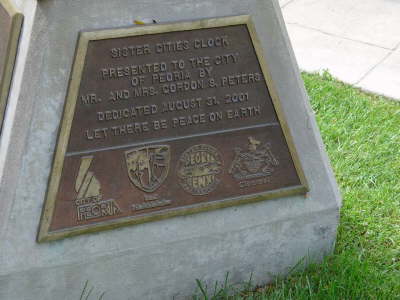 SISTER CITIES CLOCK
PRESENTED TO THE CITY
OF PEORIA BY
MR. AND MRS. GORDON S. PETERS
DEDICATED AUGUST 31, 2001
LET THERE BE PEACE ON EARTH
CITY OF
PEORIA